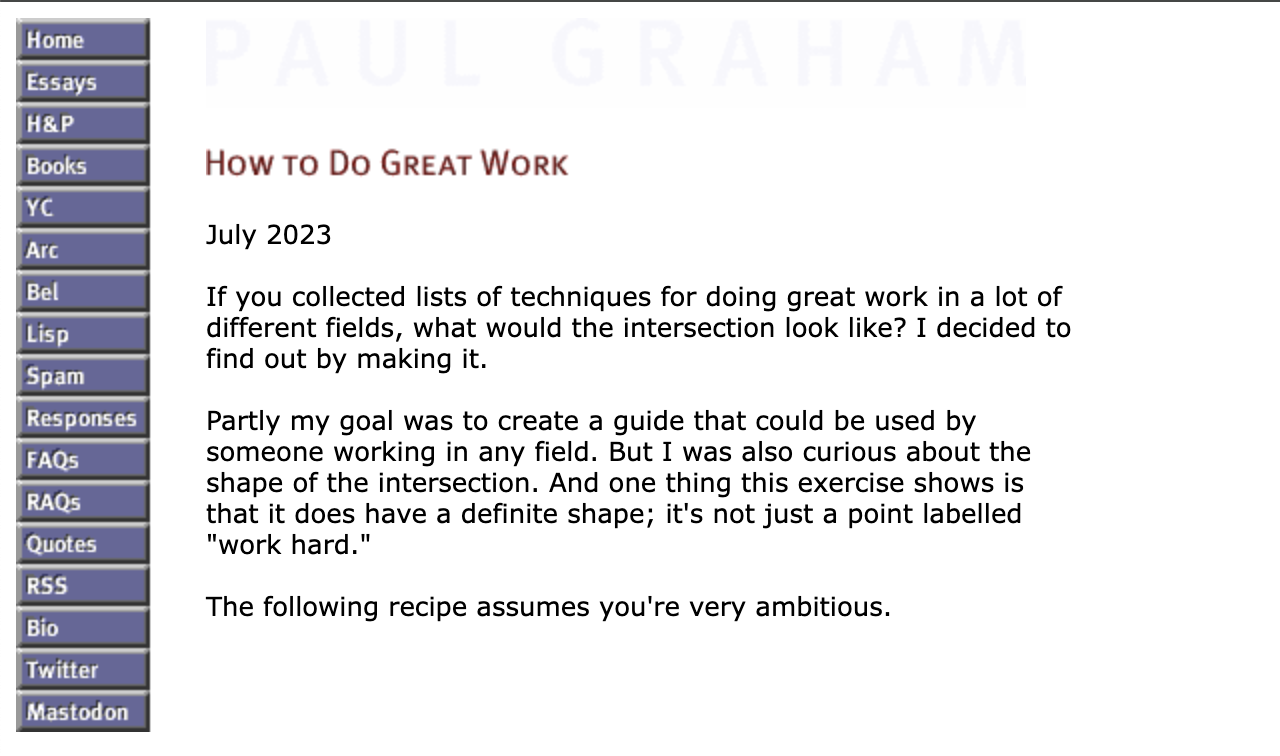 Home
Essays
H&P
Books
YC
Arc
Bel
Lisp
Spam
Responses
FAQs
RAQs
Quotes
RSS
Bio
Twitter
Mastodon
PAUL GRAHAM
HOW TO DO GREAT WORK
July 2023
If you collected lists of techniques for doing great work in a lot of
different fields, what would the intersection look like? I decided to
find out by making it.
Partly my goal was to create a guide that could be used by
someone working in any field. But I was also curious about the
shape of the intersection. And one thing this exercise shows is
that it does have a definite shape; it's not just a point labelled
"work hard."
The following recipe assumes you're very ambitious.